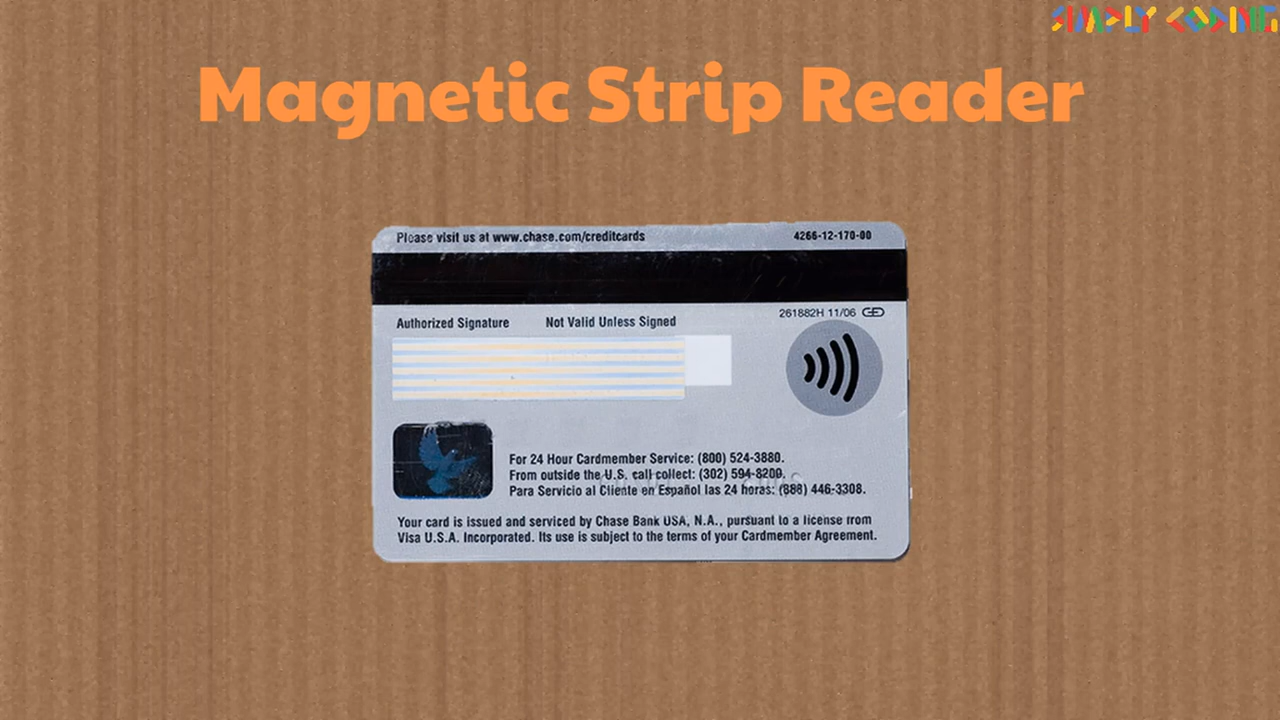 SIMPLY CODING
Magnetic Strip Reader
Please visit us at www.chase.com/creditcards 4266-12-170-00
261882H 11/06
Authorized Signature Not Valid Unless Signed
For 24 Hour Cardmember Service: (800) 524-3880.
From outside the U.S. call collect: (302) 594-8200.
Para Servicio al Cliente en Español las 24 horas: (888) 446-3308.
Your card is issued and serviced by Chase Bank USA, N.A., pursuant to a license from
Visa U.S.A. Incorporated. Its use is subject to the terms of your Cardmember Agreement.